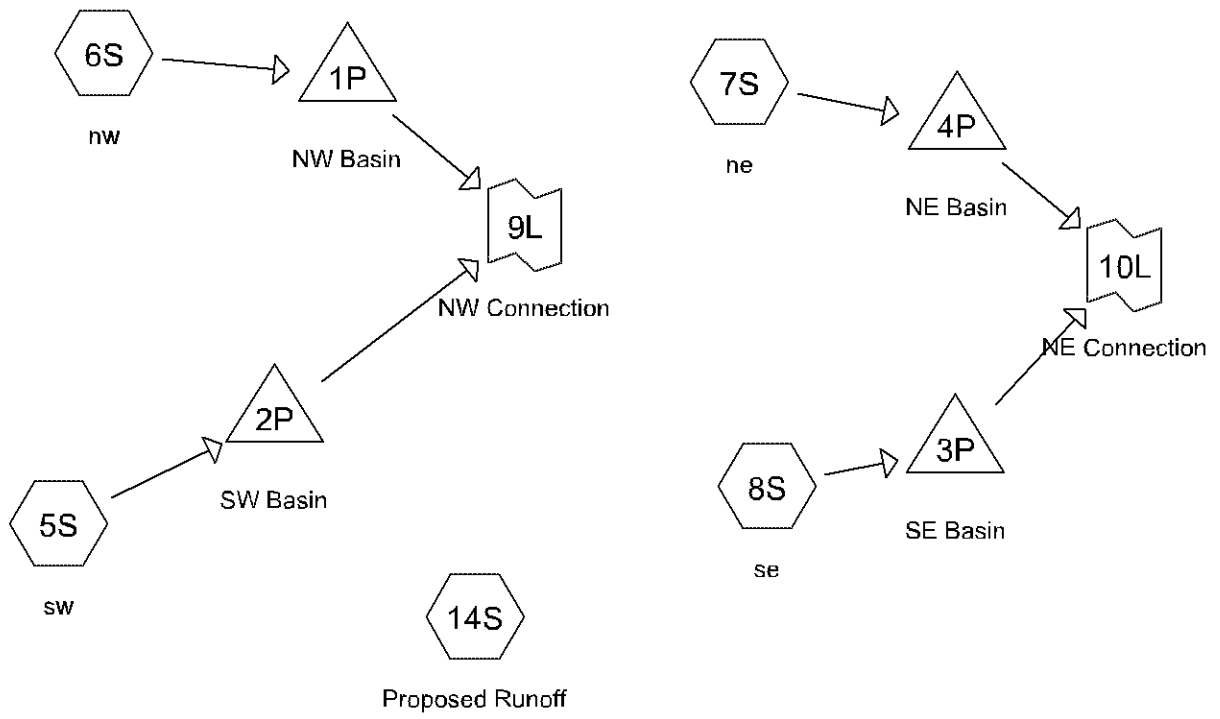 6S
nw
1P
NW Basin
9L
NW Connection
2P
SW Basin
5S
sw
14S
Proposed Runoff
7S
ne
4P
NE Basin
10L
NE Connection
3P
SE Basin
8S
se